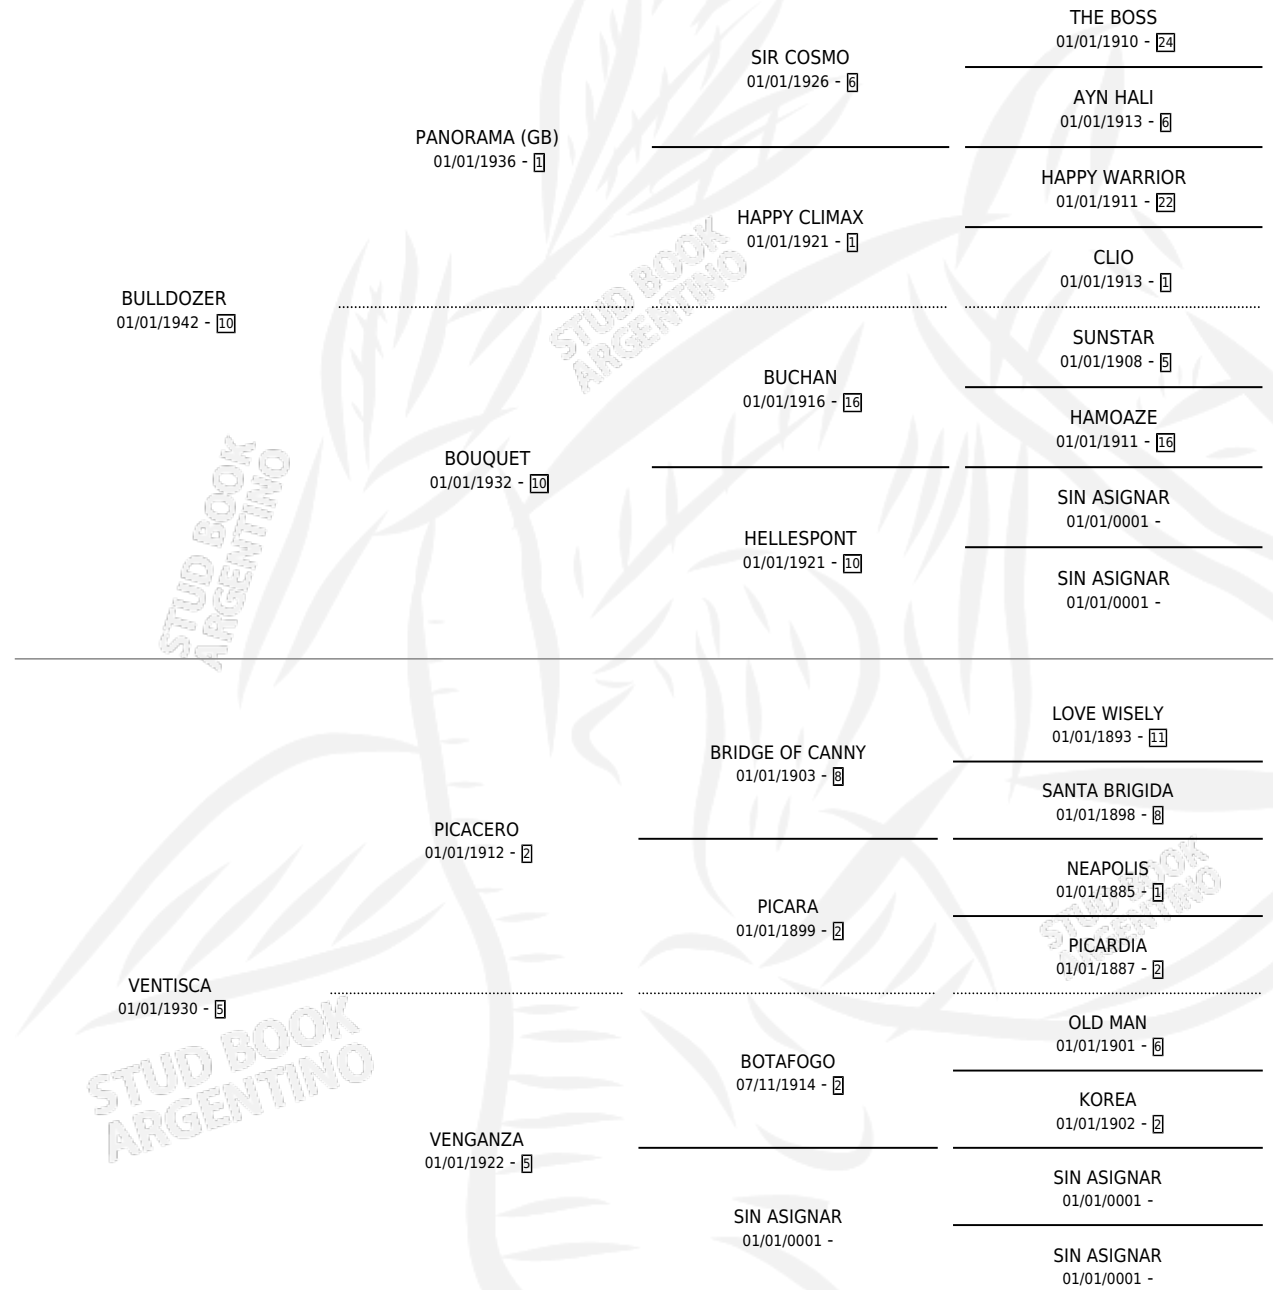 THE BOSS
01/01/1910 - 24
SIR COSMO
01/01/1926 - 6
AYN HALI
01/01/1913 - 6
PANORAMA (GB)
01/01/1936 - 1
HAPPY WARRIOR
01/01/1911 - 22
HAPPY CLIMAX
01/01/1921 - 1
CLIO
01/01/1913 - 1
BULLDOZER
01/01/1942 - 10
SUNSTAR
01/01/1908 - 5
BUCHAN
01/01/1916 - 16
HAMOAZE
01/01/1911 - 16
BOUQUET
01/01/1932 - 10
SIN ASIGNAR
01/01/0001 -
HELLESPONT
01/01/1921 - 10
SIN ASIGNAR
01/01/0001 -
STUD BOOK
ARGENTINO
STUD BOOK
ARGENTINO
LOVE WISELY
01/01/1893 - 11
BRIDGE OF CANNY
01/01/1903 - 8
SANTA BRIGIDA
01/01/1898 - 8
PICACERO
01/01/1912 - 2
NEAPOLIS
01/01/1885 - 1
PICARA
01/01/1899 - 2
PICARDIA
01/01/1887 - 2
STUD BOOK
ARGENTINO
VENTISCA
01/01/1930 - 5
OLD MAN
01/01/1901 - 6
BOTAFOGO
07/11/1914 - 2
KOREA
01/01/1902 - 2
VENGANZA
01/01/1922 - 5
SIN ASIGNAR
01/01/0001 -
SIN ASIGNAR
01/01/0001 -
SIN ASIGNAR
01/01/0001 -
STUD BOOK
ARGENTINO